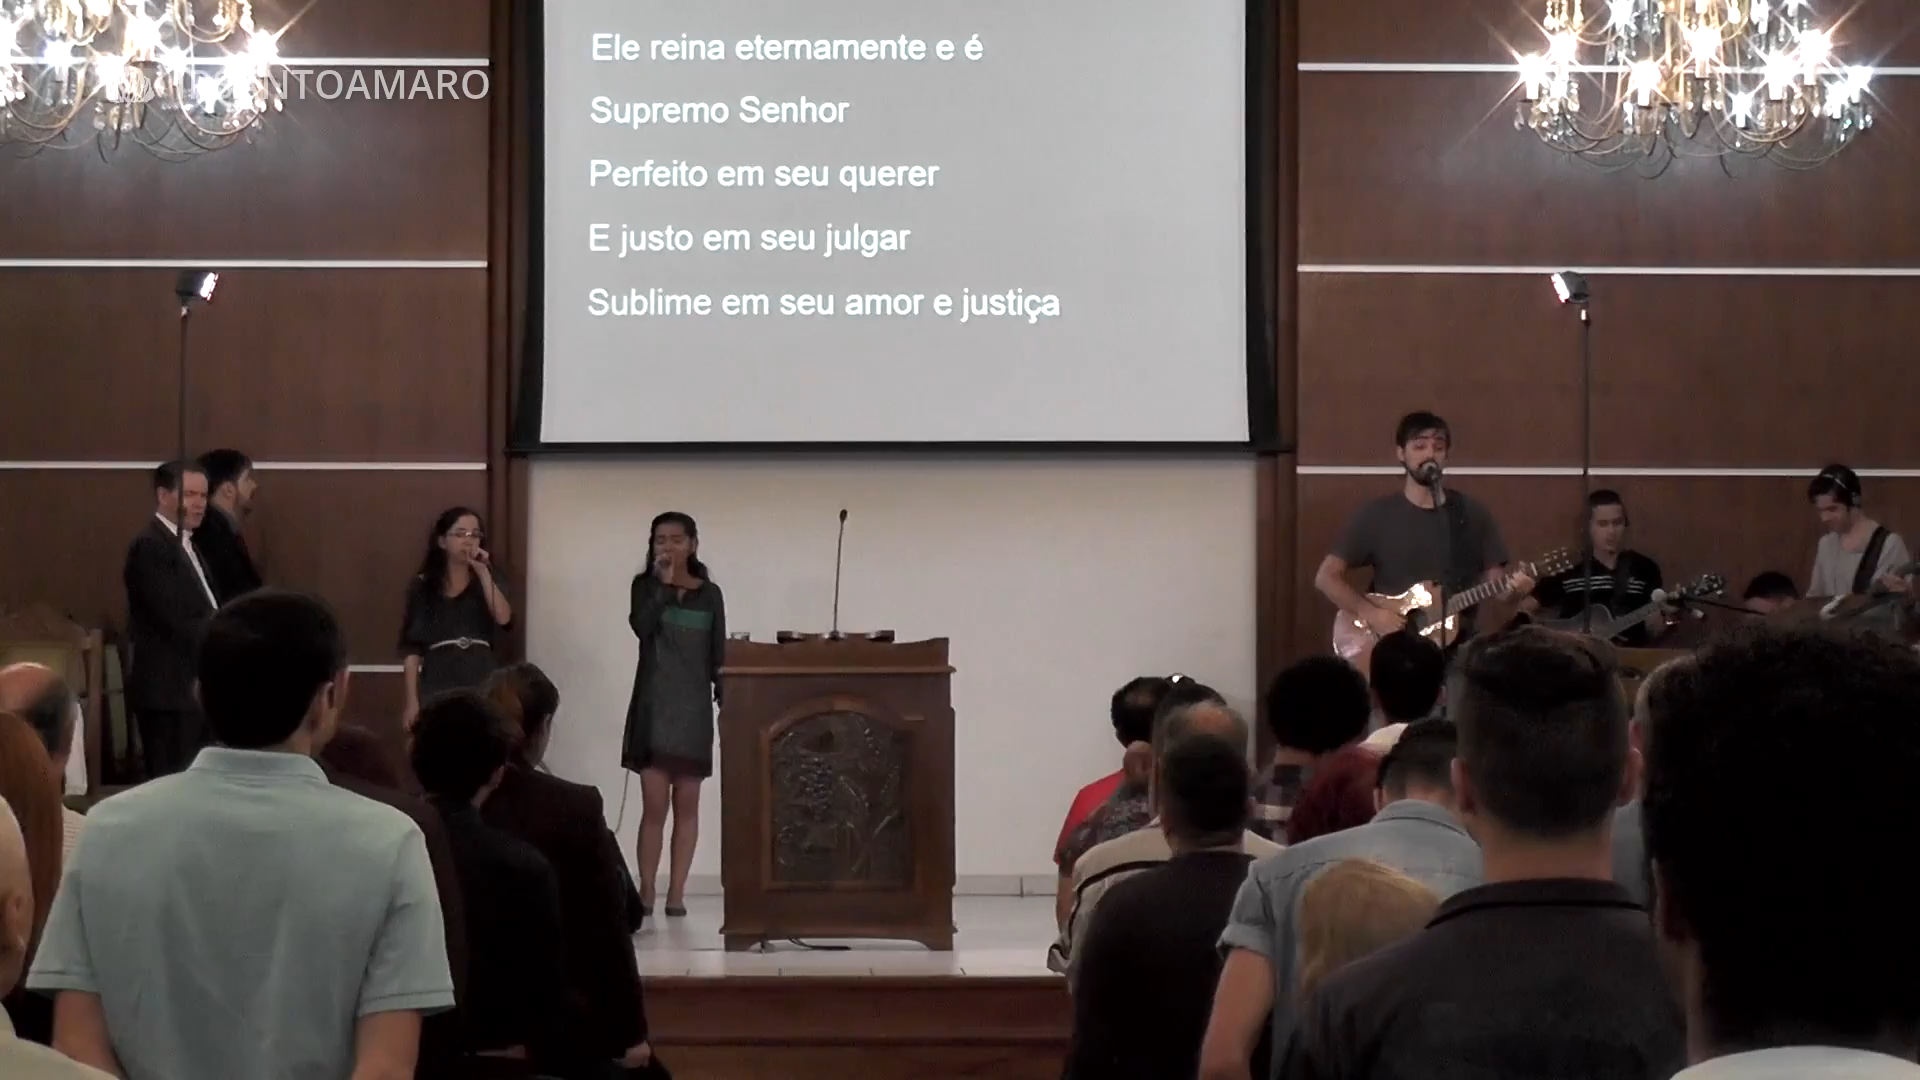 Ele reina eternamente e é
Supremo Senhor
Perfeito em seu querer
E justo em seu julgar
Sublime em seu amor e justiça